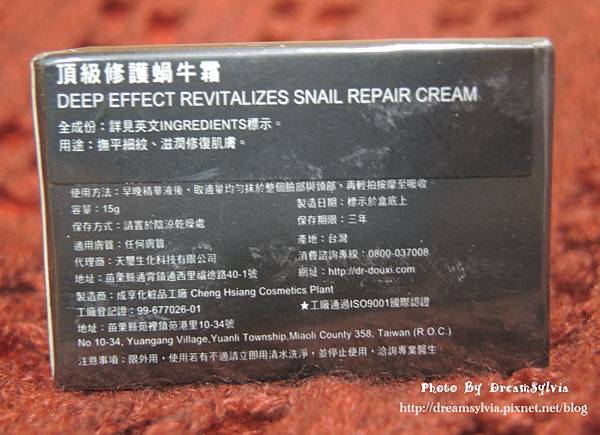 頂級修護蝸牛霜
DEEP EFFECT REVITALIZES SNAIL REPAIR CREAM
全成份：詳見英文INGREDIENTS標示。
用途：撫平細紋、滋潤修復肌膚。
使用方法：早晚精華液後，取適量均勻抹於整個臉部與頸部，再輕拍按摩至吸收
容量：15g 製造日期：標示於盒底上
保存方式：請置於陰涼乾燥處 保存期限：三年
適用膚質：任何膚質 產地：台灣
代理商：天璽生化科技有限公司 消費諮詢專線：0800-037008
地址：苗栗縣通霄鎮通西里福德路40-1號 網址：http://dr-douxi.com
製造商：成享化粧品工廠 Cheng Hsiang Cosmetics Plant
工廠登記證：99-677026-01 ★工廠通過ISO9001國際認證
地址：苗栗縣苑裡鎮苑港里10-34號
No 10-34, Yuangang Village,Yuanli Township,Miaoli County 358, Taiwan (R.O.C.)
注意事項：限外用，使用若有不適請立即用清水洗淨，並停止使用，洽詢專業醫生
Photo By DreamSylvia
http://dreamsylvia.pixnet.net/blog